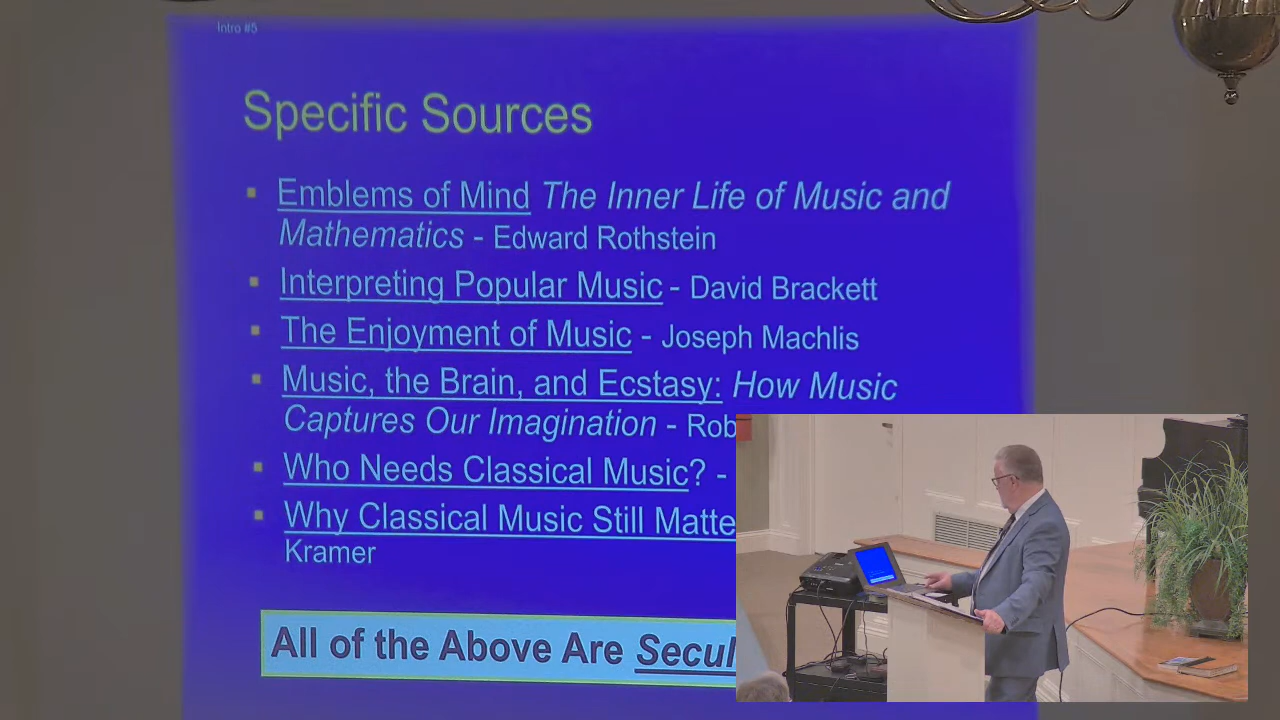 Intro #5
Specific Sources
▪ Emblems of Mind The Inner Life of Music and
Mathematics - Edward Rothstein
▪ Interpreting Popular Music - David Brackett
▪ The Enjoyment of Music - Joseph Machlis
▪ Music, the Brain, and Ecstasy: How Music
Captures Our Imagination - Rob
▪ Who Needs Classical Music? -
▪ Why Classical Music Still Matte
Kramer
All of the Above Are Secul